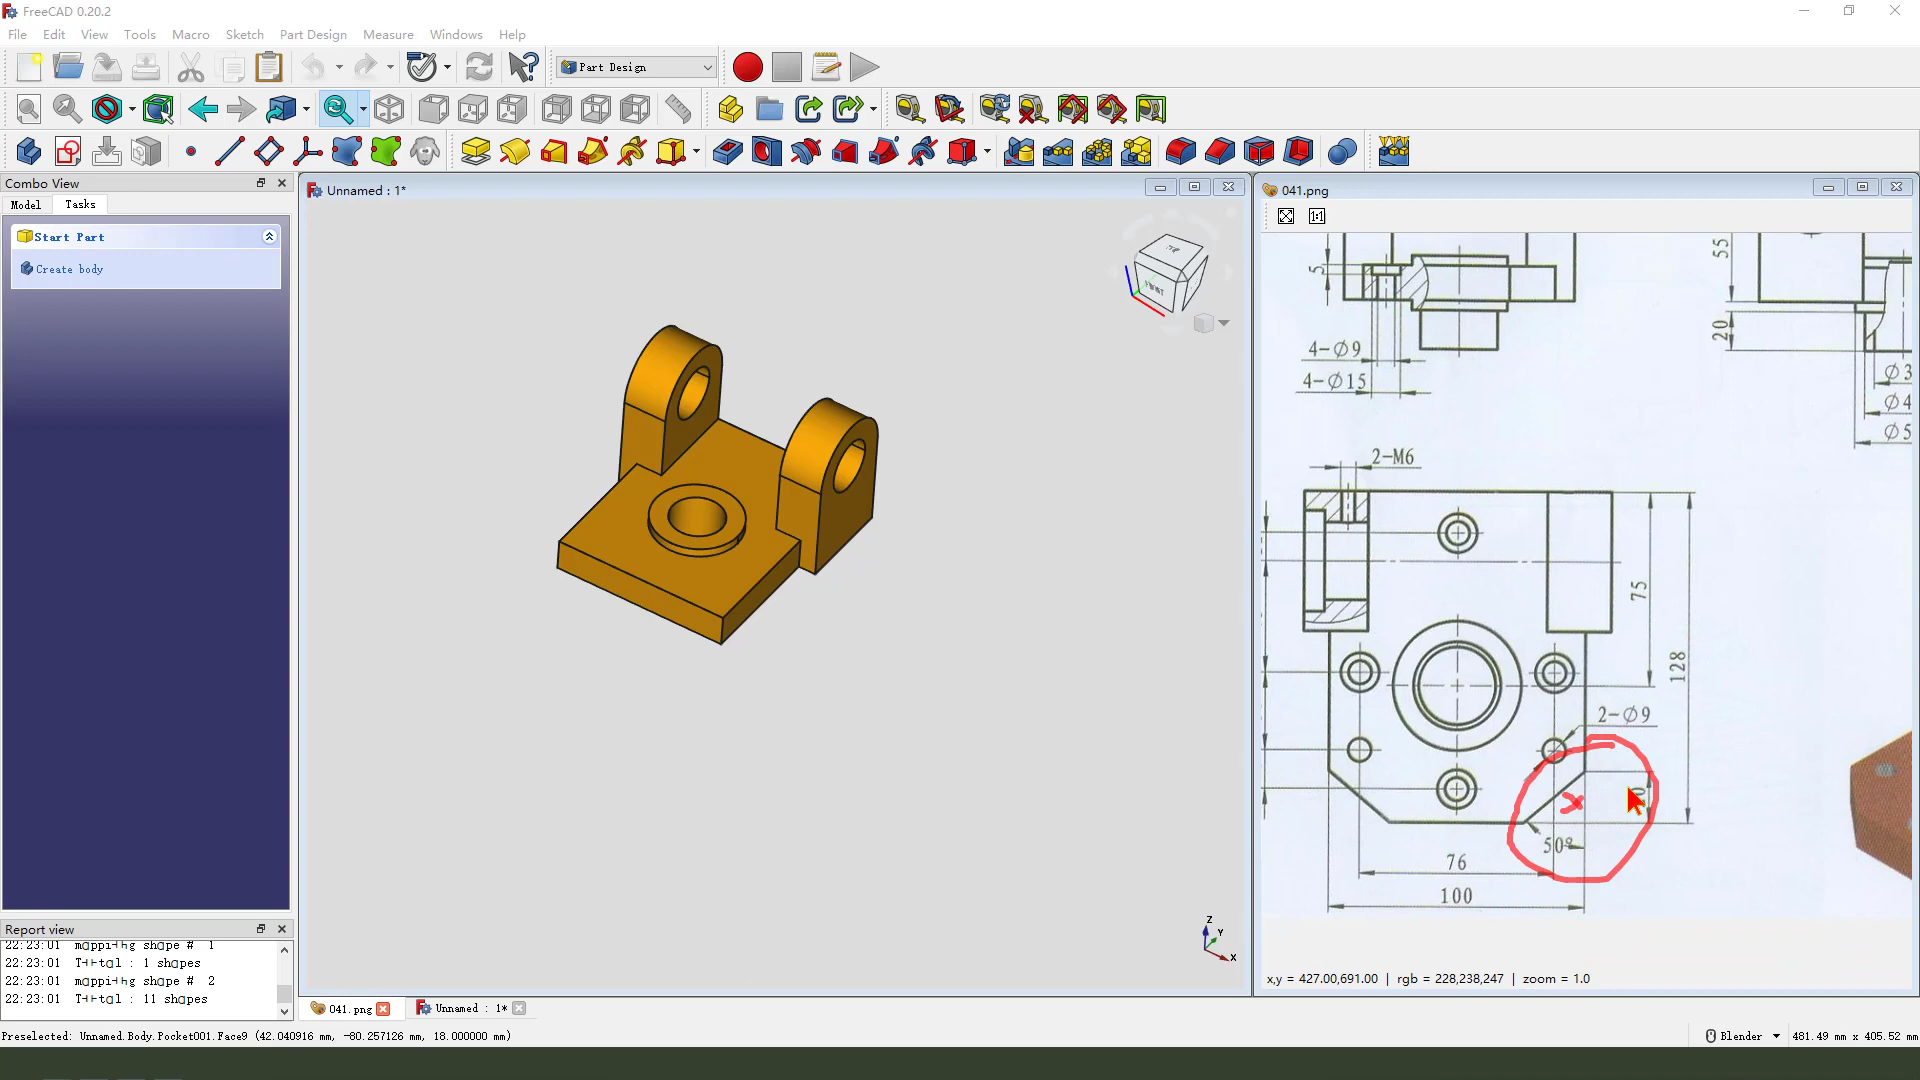 FreeCAD 0.20.2
File Edit View Tools Macro Sketch Part Design Measure Windows Help
Part Design
Combo View
Model Tasks
Start Part
Create body
Unnamed : 1*
TOP
FRONT
Z
Y
X
041.png
1:1
5
55
20
4-Ø9
4-Ø15
Ø3
Ø4
Ø5
2-M6
75
128
2-Ø9
50°
76
100
x,y = 427.00,691.00 | rgb = 228,238,247 | zoom = 1.0
Report view
22:23:01 shape # 1
22:23:01 : 1 shapes
22:23:01 shape # 2
22:23:01 : 11 shapes
041.png Unnamed : 1*
Preselected: Unnamed.Body.Pocket001.Face9 (42.040916 mm, -80.257126 mm, 18.000000 mm)
Blender 481.49 mm x 405.52 mm